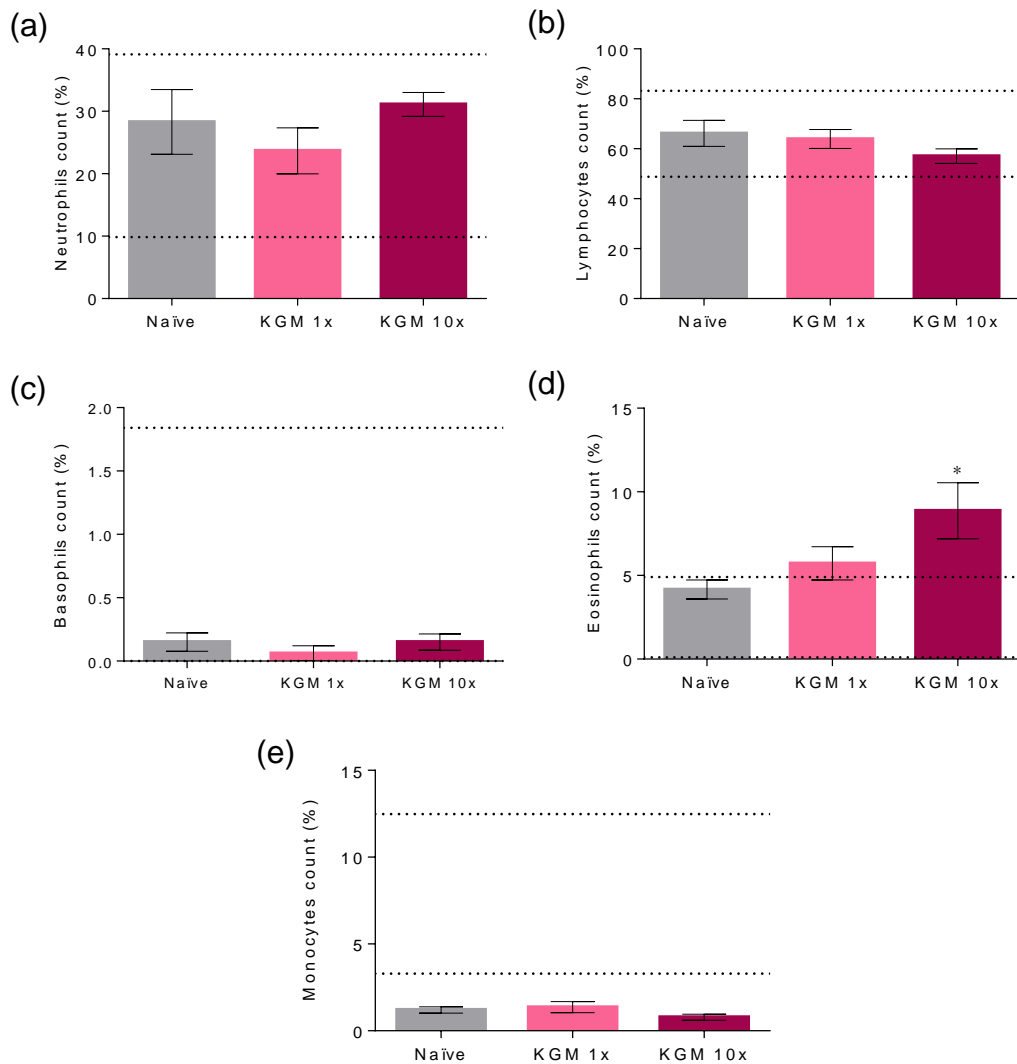 (a)
Neutrophils count (%)
40
30
20
10
0
Naïve KGM 1x KGM 10x
(b)
Lymphocytes count (%)
100
80
60
40
20
0
Naïve KGM 1x KGM 10x
(c)
Basophils count (%)
2.0
1.5
1.0
0.5
0.0
Naïve KGM 1x KGM 10x
(d)
Eosinophils count (%)
15
10
5
0
*
Naïve KGM 1x KGM 10x
(e)
Monocytes count (%)
15
10
5
0
Naïve KGM 1x KGM 10x